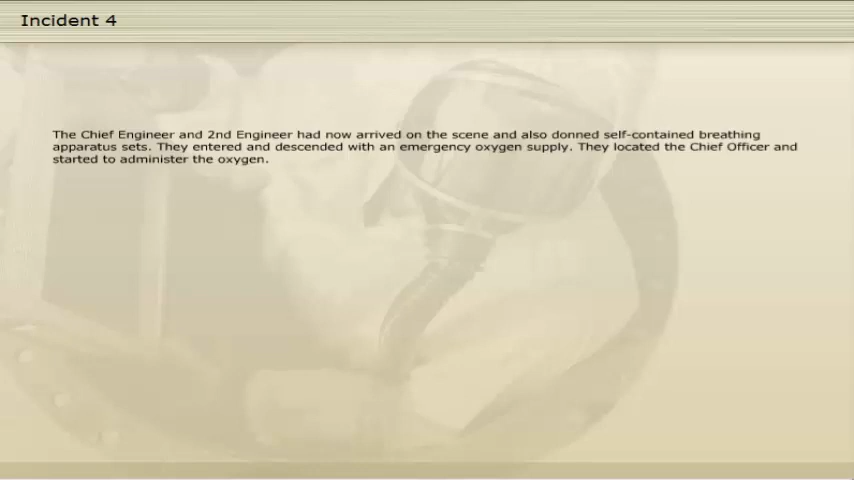 Incident 4
The Chief Engineer and 2nd Engineer had now arrived on the scene and also donned self-contained breathing
apparatus sets. They entered and descended with an emergency oxygen supply. They located the Chief Officer and
started to administer the oxygen.